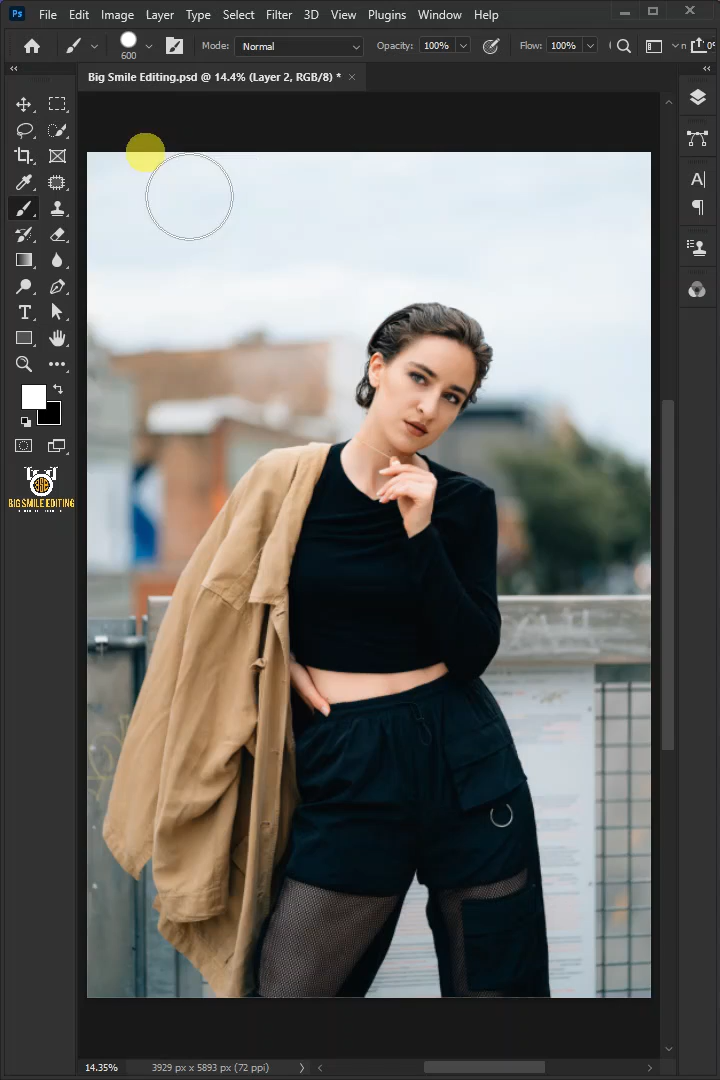 Ps File Edit Image Layer Type Select Filter 3D View Plugins Window Help
600 Mode: Normal Opacity: 100% Flow: 100% 0°
Big Smile Editing.psd @ 14.4% (Layer 2, RGB/8) *
BIG SMILE EDITING
14.35% 3929 px x 5893 px (72 ppi)